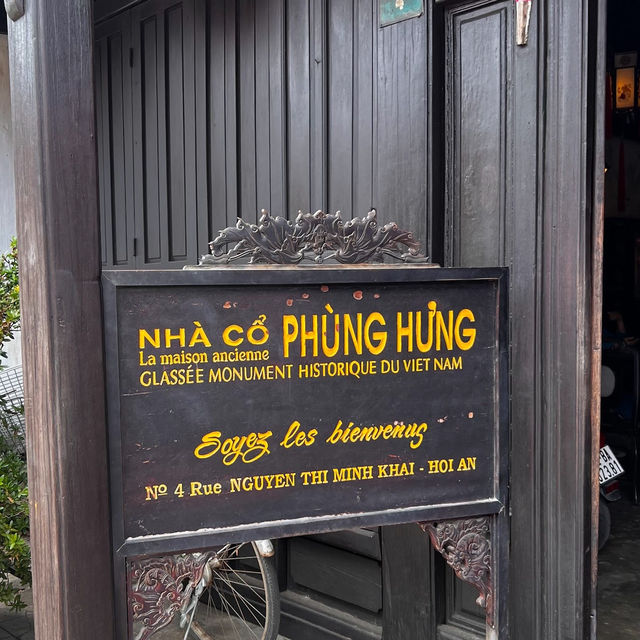 NHÀ CỔ PHÙNG HƯNG
La maison ancienne
GLASSÉE MONUMENT HISTORIQUE DU VIET NAM
Soyez les bienvenus
Nº 4 Rue NGUYEN THI MINH KHAI - HOI AN